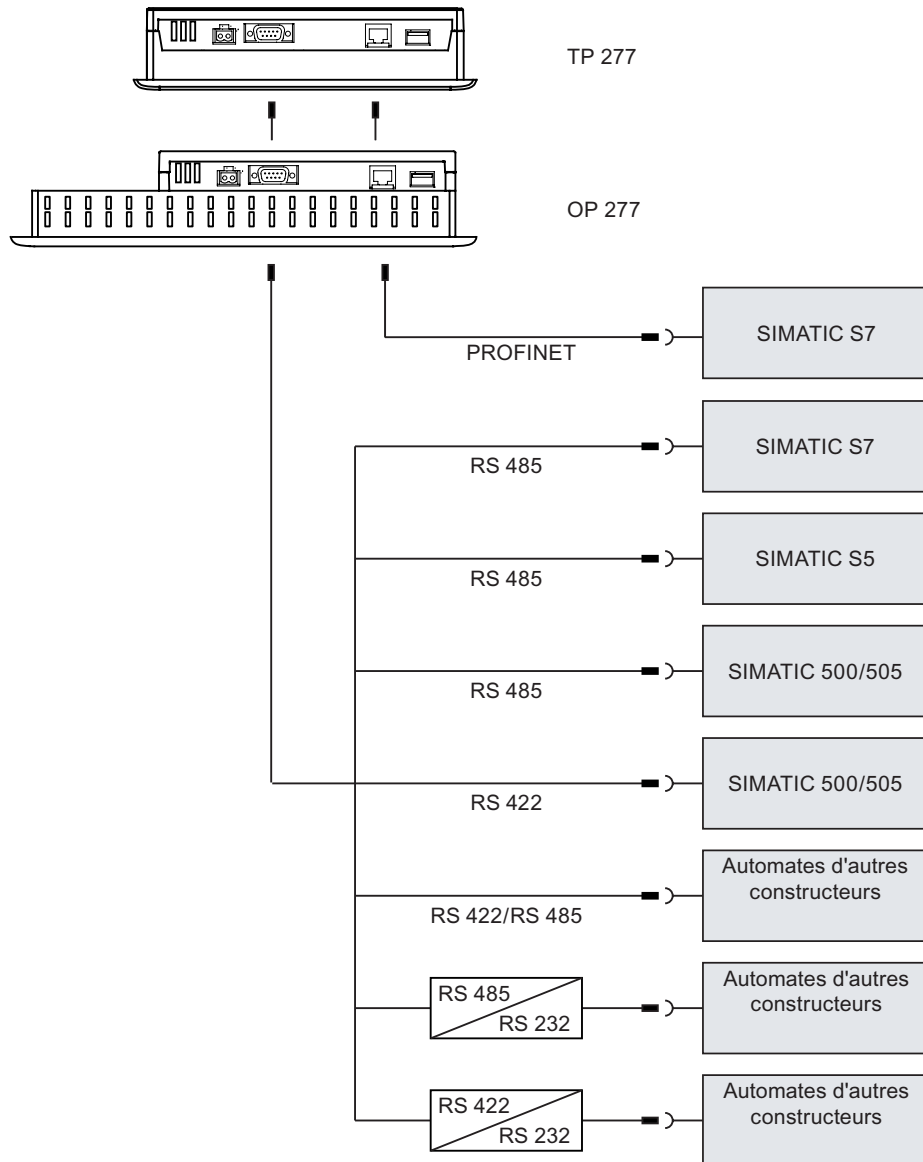 TP 277
OP 277
SIMATIC S7
PROFINET
SIMATIC S7
RS 485
SIMATIC S5
RS 485
SIMATIC 500/505
RS 485
SIMATIC 500/505
RS 422
Automates d'autres
constructeurs
RS 422/RS 485
Automates d'autres
constructeurs
RS 485
RS 232
Automates d'autres
constructeurs
RS 422
RS 232